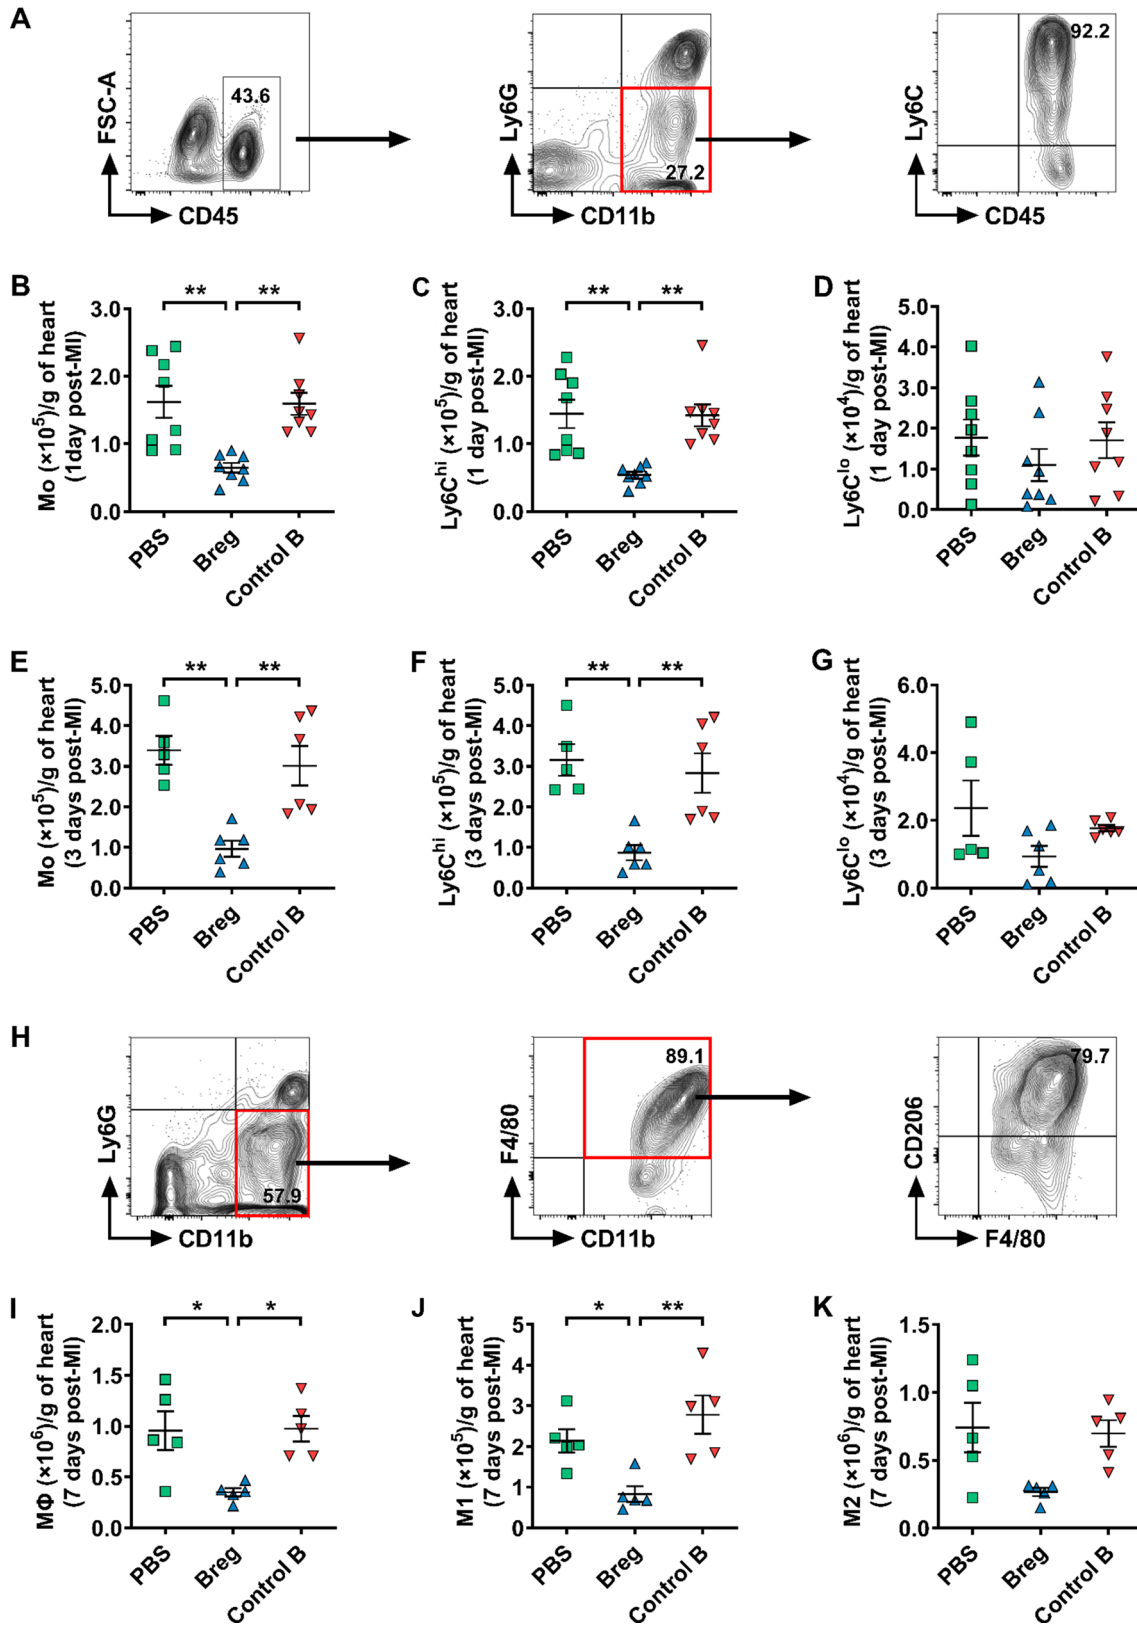 A
FSC-A
43.6
CD45
Ly6G
27.2
CD11b
Ly6C
92.2
CD45
B
Mo (×10⁵)/g of heart
(1day post-MI)
3.0
2.0
1.0
0.0
** **
PBS
Breg
Control B
C
Ly6Cʰⁱ (×10⁵)/g of heart
(1 day post-MI)
3.0
2.0
1.0
0.0
** **
PBS
Breg
Control B
D
Ly6Cˡᵒ (×10⁴)/g of heart
(1 day post-MI)
5.0
4.0
3.0
2.0
1.0
0.0
PBS
Breg
Control B
E
Mo (×10⁵)/g of heart
(3 days post-MI)
5.0
4.0
3.0
2.0
1.0
0.0
** **
PBS
Breg
Control B
F
Ly6Cʰⁱ (×10⁵)/g of heart
(3 days post-MI)
5.0
4.0
3.0
2.0
1.0
0.0
** **
PBS
Breg
Control B
G
Ly6Cˡᵒ (×10⁴)/g of heart
(3 days post-MI)
6.0
4.0
2.0
0.0
PBS
Breg
Control B
H
Ly6G
57.9
CD11b
F4/80
89.1
CD11b
CD206
79.7
F4/80
I
MΦ (×10⁶)/g of heart
(7 days post-MI)
2.0
1.5
1.0
0.5
0.0
* *
PBS
Breg
Control B
J
M1 (×10⁵)/g of heart
(7 days post-MI)
5
4
3
2
1
0
* **
PBS
Breg
Control B
K
M2 (×10⁶)/g of heart
(7 days post-MI)
1.5
1.0
0.5
0.0
PBS
Breg
Control B